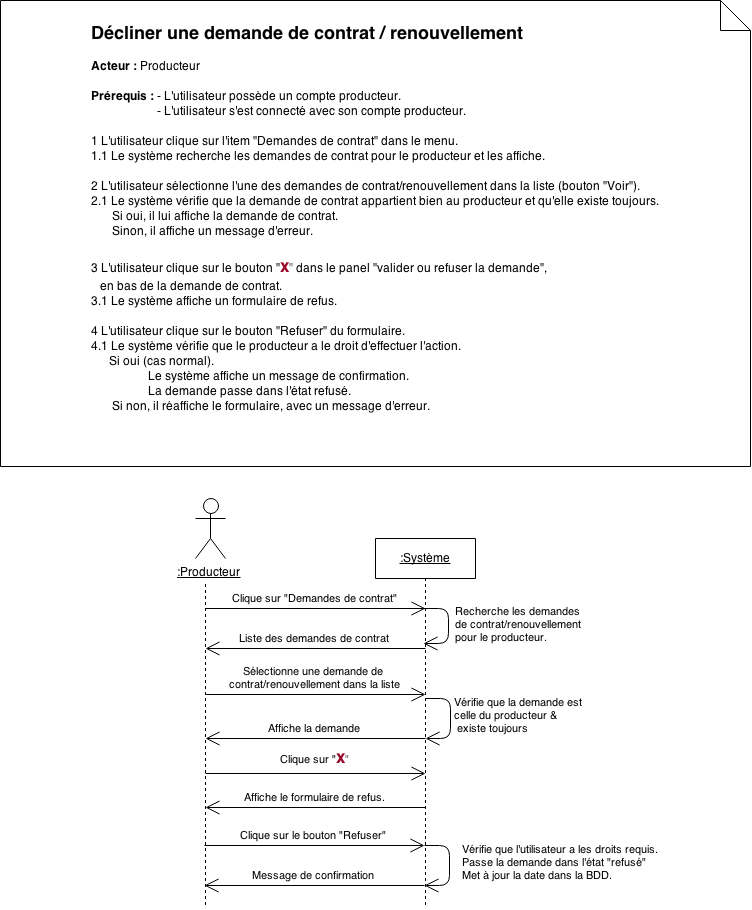 Décliner une demande de contrat / renouvellement
Acteur : Producteur
Prérequis : - L'utilisateur possède un compte producteur.
- L'utilisateur s'est connecté avec son compte producteur.
1 L'utilisateur clique sur l'item "Demandes de contrat" dans le menu.
1.1 Le système recherche les demandes de contrat pour le producteur et les affiche.
2 L'utilisateur sélectionne l'une des demandes de contrat/renouvellement dans la liste (bouton "Voir").
2.1 Le système vérifie que la demande de contrat appartient bien au producteur et qu'elle existe toujours.
Si oui, il lui affiche la demande de contrat.
Sinon, il affiche un message d'erreur.
3 L'utilisateur clique sur le bouton "X" dans le panel "valider ou refuser la demande",
en bas de la demande de contrat.
3.1 Le système affiche un formulaire de refus.
4 L'utilisateur clique sur le bouton "Refuser" du formulaire.
4.1 Le système vérifie que le producteur a le droit d'effectuer l'action.
Si oui (cas normal).
Le système affiche un message de confirmation.
La demande passe dans l'état refusé.
Si non, il réaffiche le formulaire, avec un message d'erreur.
:Producteur
:Système
Clique sur "Demandes de contrat"
Recherche les demandes
de contrat/renouvellement
pour le producteur.
Liste des demandes de contrat
Sélectionne une demande de
contrat/renouvellement dans la liste
Vérifie que la demande est
celle du producteur &
existe toujours
Affiche la demande
Clique sur "X"
Affiche le formulaire de refus.
Clique sur le bouton "Refuser"
Vérifie que l'utilisateur a les droits requis.
Passe la demande dans l'état "refusé"
Met à jour la date dans la BDD.
Message de confirmation